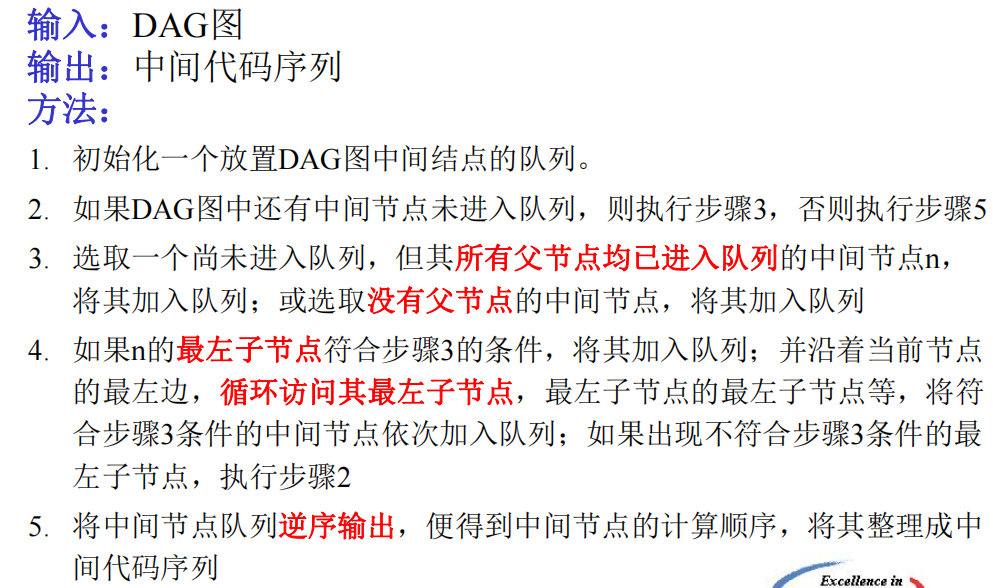 输入：DAG图
输出：中间代码序列
方法：
1. 初始化一个放置DAG图中间结点的队列。
2. 如果DAG图中还有中间节点未进入队列，则执行步骤3，否则执行步骤5
3. 选取一个尚未进入队列，但其所有父节点均已进入队列的中间节点n，
将其加入队列；或选取没有父节点的中间节点，将其加入队列
4. 如果n的最左子节点符合步骤3的条件，将其加入队列；并沿着当前节点
的最左边，循环访问其最左子节点，最左子节点的最左子节点等，将符
合步骤3条件的中间节点依次加入队列；如果出现不符合步骤3条件的最
左子节点，执行步骤2
5. 将中间节点队列逆序输出，便得到中间节点的计算顺序，将其整理成中
间代码序列
Excellence in